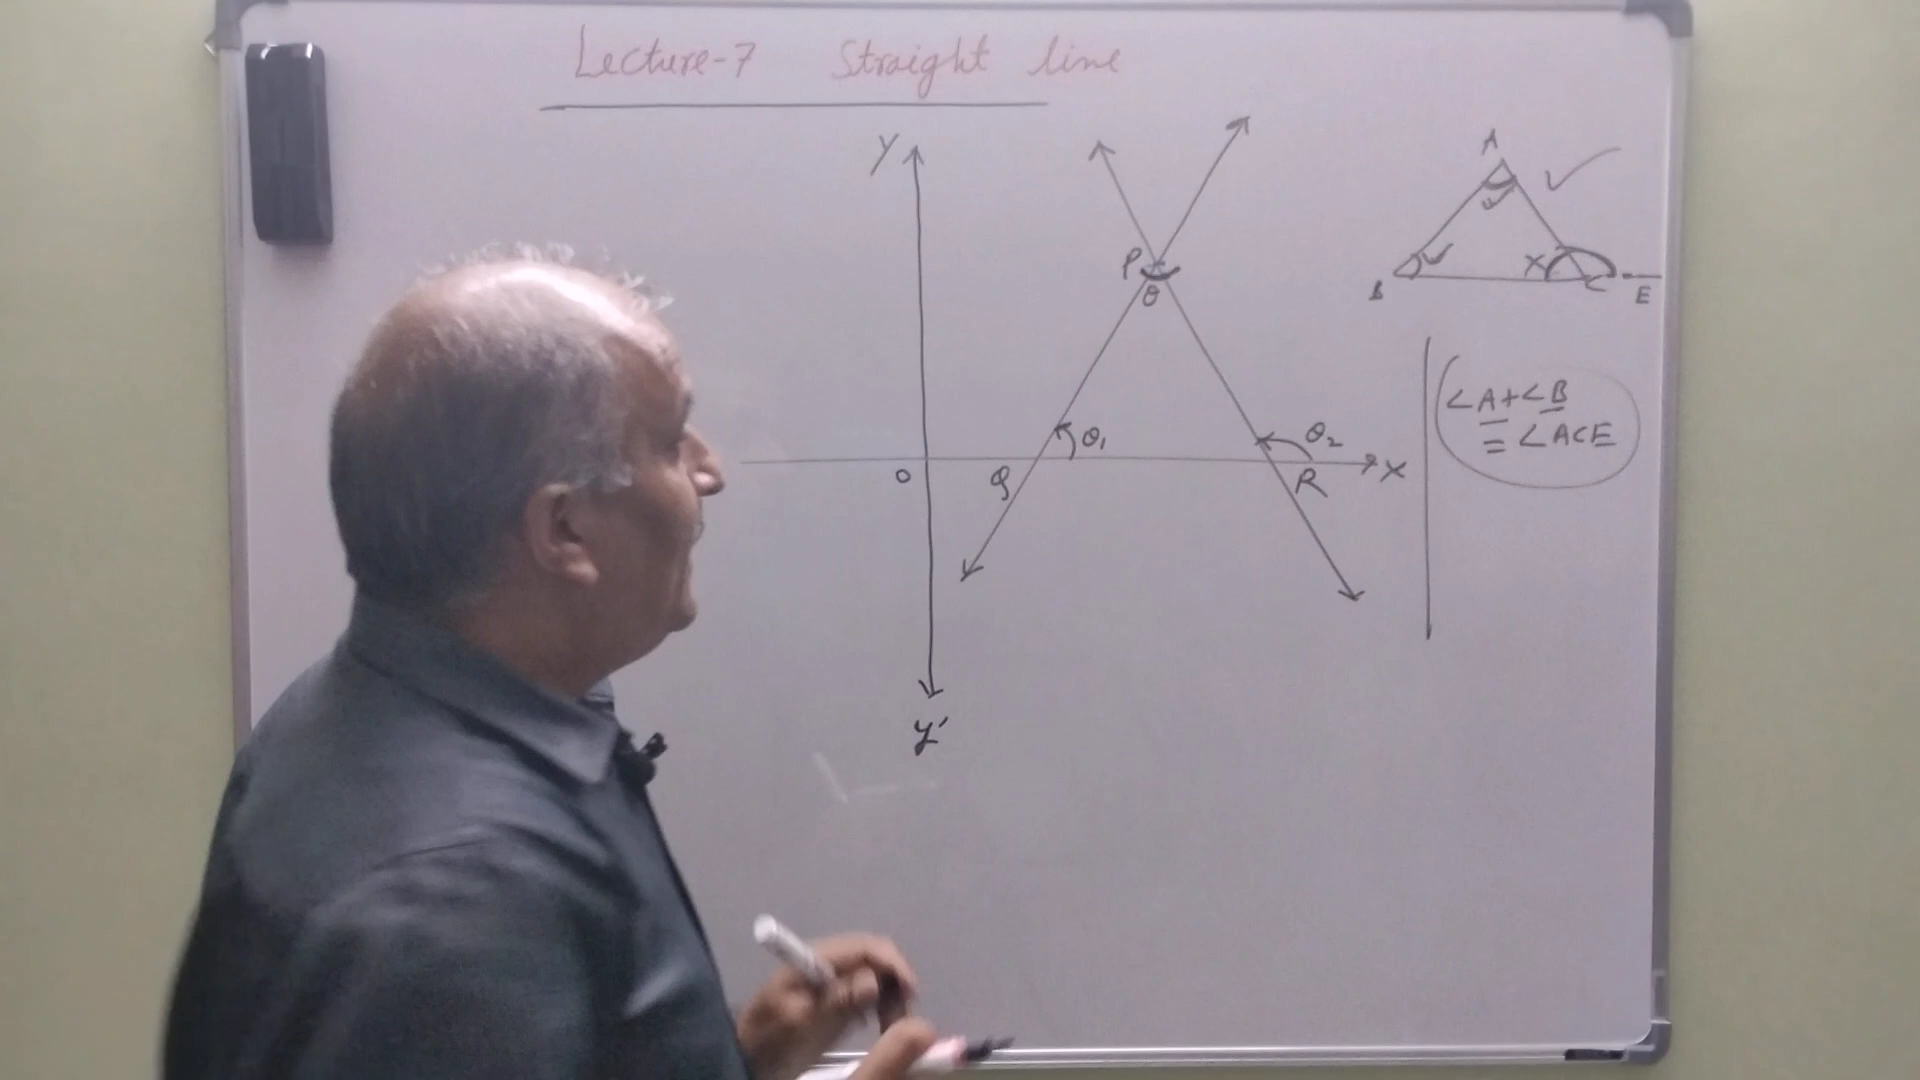 Lecture-7 Straight line
Y
A
P
θ
B
X
C
E
∠A+∠B
= ∠ACE
θ₁
θ₂
O
Q
R
X
Y'